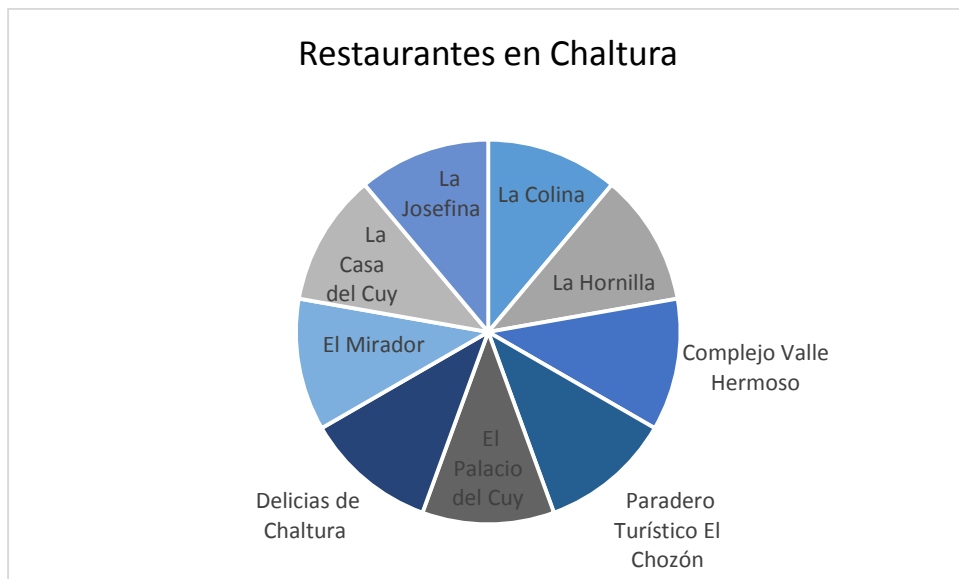 Restaurantes en Chaltura
La
Josefina
La Colina
La
Casa
del Cuy
La Hornilla
El Mirador
Complejo Valle
Hermoso
El
Palacio
del Cuy
Delicias de
Chaltura
Paradero
Turístico El
Chozón